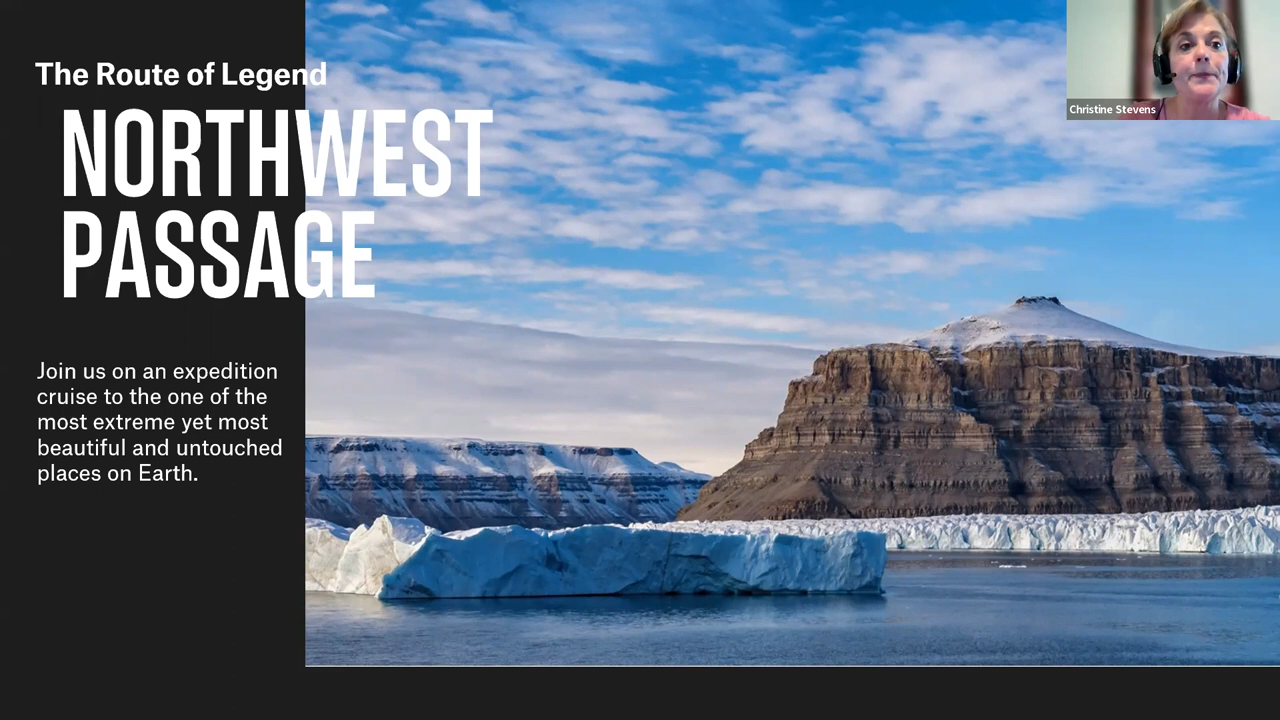 The Route of Legend
NORTHWEST
PASSAGE
Join us on an expedition
cruise to the one of the
most extreme yet most
beautiful and untouched
places on Earth.
Christine Stevens